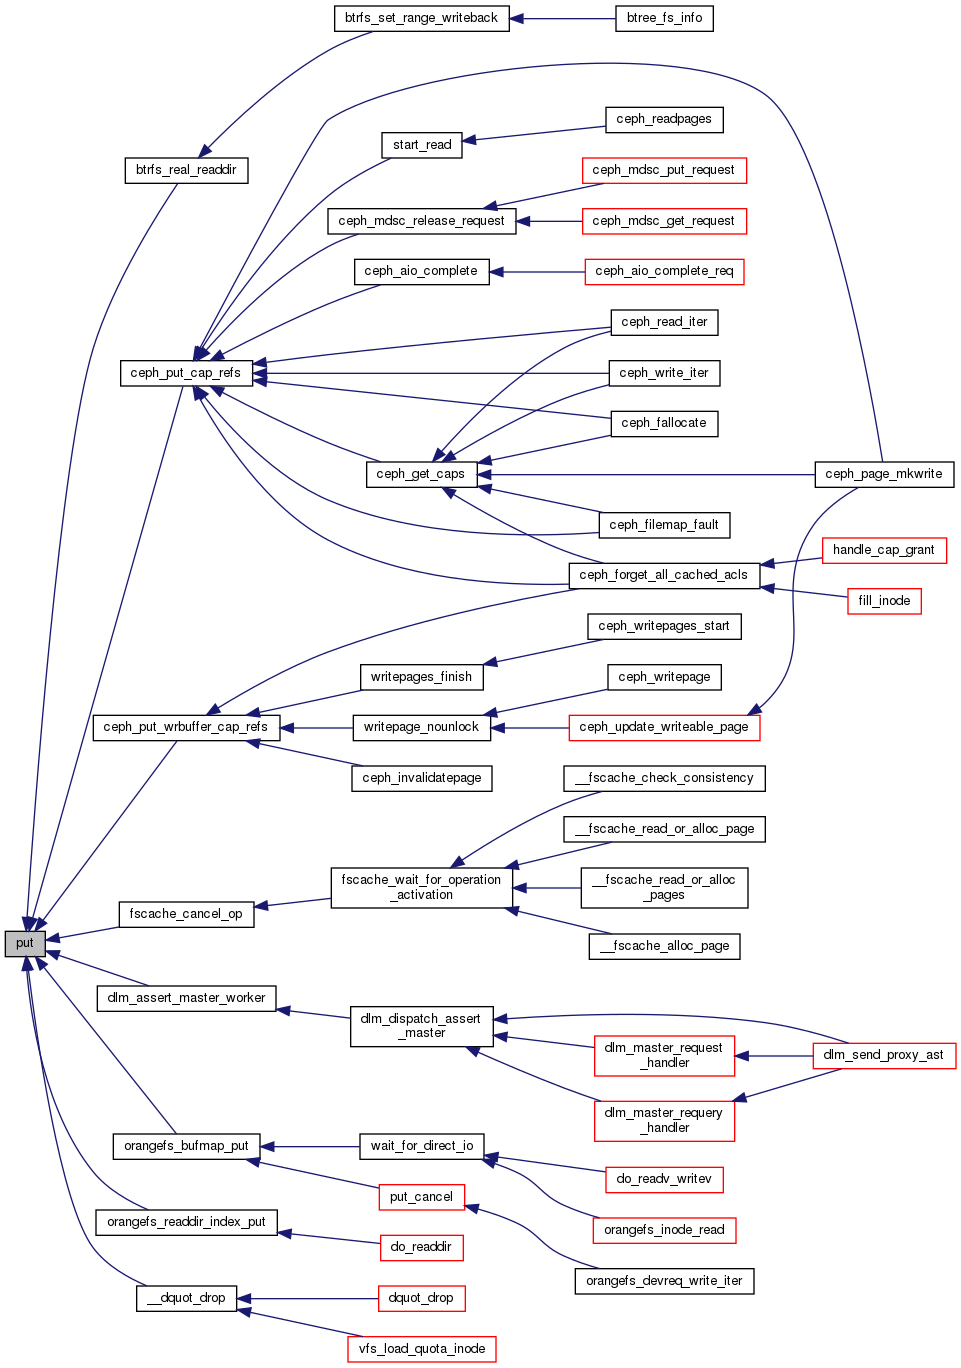 btrfs_set_range_writeback
btree_fs_info
ceph_readpages
start_read
btrfs_real_readdir
ceph_mdsc_put_request
ceph_mdsc_release_request
ceph_mdsc_get_request
ceph_aio_complete
ceph_aio_complete_req
ceph_read_iter
ceph_put_cap_refs
ceph_write_iter
ceph_fallocate
ceph_get_caps
ceph_page_mkwrite
ceph_filemap_fault
handle_cap_grant
ceph_forget_all_cached_acls
fill_inode
ceph_writepages_start
writepages_finish
ceph_writepage
ceph_put_wrbuffer_cap_refs
writepage_nounlock
ceph_update_writeable_page
ceph_invalidatepage
__fscache_check_consistency
__fscache_read_or_alloc_page
fscache_wait_for_operation
_activation
__fscache_read_or_alloc
_pages
fscache_cancel_op
put
__fscache_alloc_page
dlm_assert_master_worker
dlm_dispatch_assert
_master
dlm_master_request
_handler
dlm_send_proxy_ast
dlm_master_requery
_handler
orangefs_bufmap_put
wait_for_direct_io
do_readv_writev
put_cancel
orangefs_readdir_index_put
orangefs_inode_read
do_readdir
orangefs_devreq_write_iter
__dquot_drop
dquot_drop
vfs_load_quota_inode